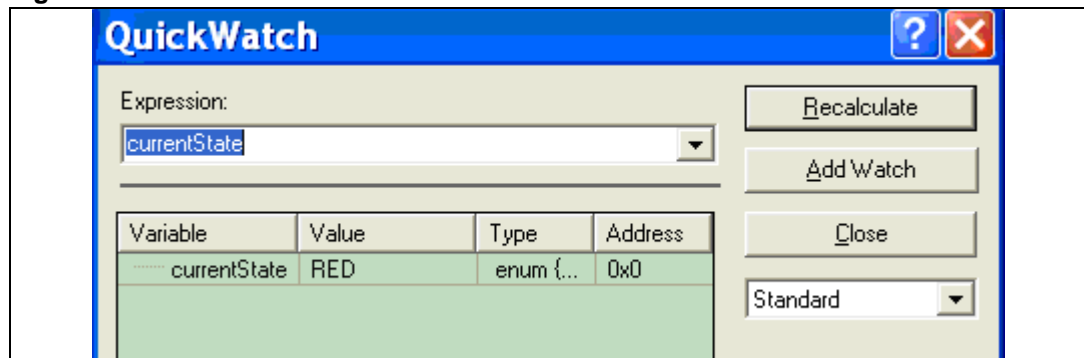 QuickWatch
Expression:
currentState
Recalculate
Add Watch
Close
Standard
Variable Value Type Address
currentState RED enum {... 0x0